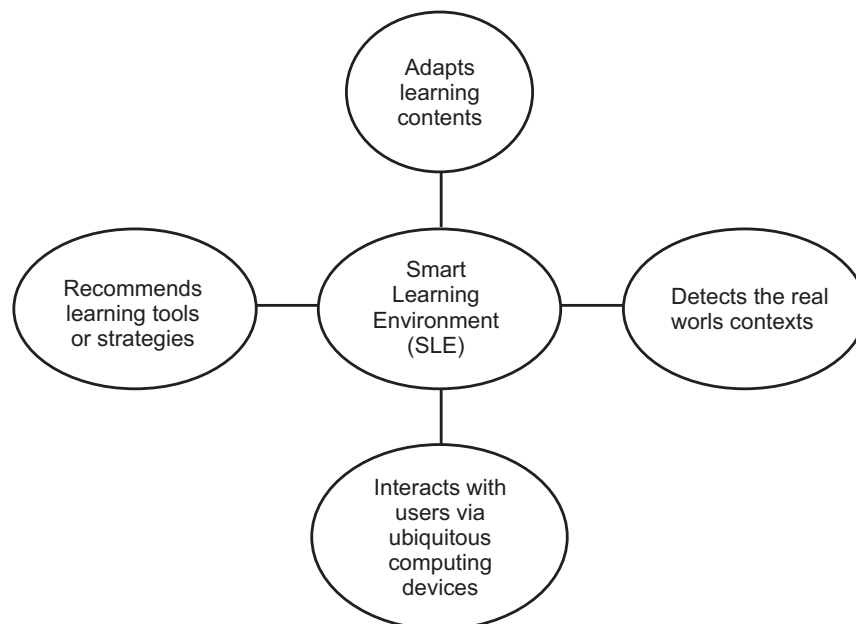 Adapts
learning
contents
Recommends
learning tools
or strategies
Smart
Learning
Environment
(SLE)
Detects the real
worls contexts
Interacts with
users via
ubiquitous
computing
devices